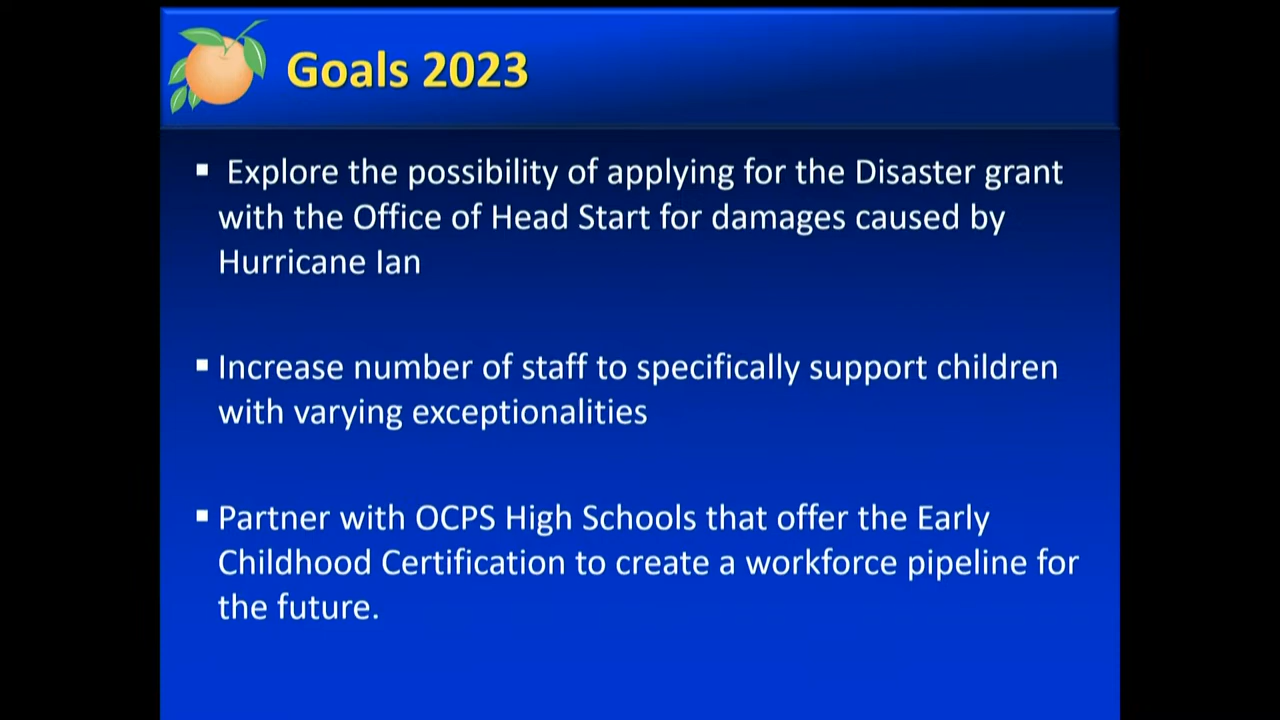 Goals 2023
▪ Explore the possibility of applying for the Disaster grant
with the Office of Head Start for damages caused by
Hurricane Ian
▪ Increase number of staff to specifically support children
with varying exceptionalities
▪ Partner with OCPS High Schools that offer the Early
Childhood Certification to create a workforce pipeline for
the future.